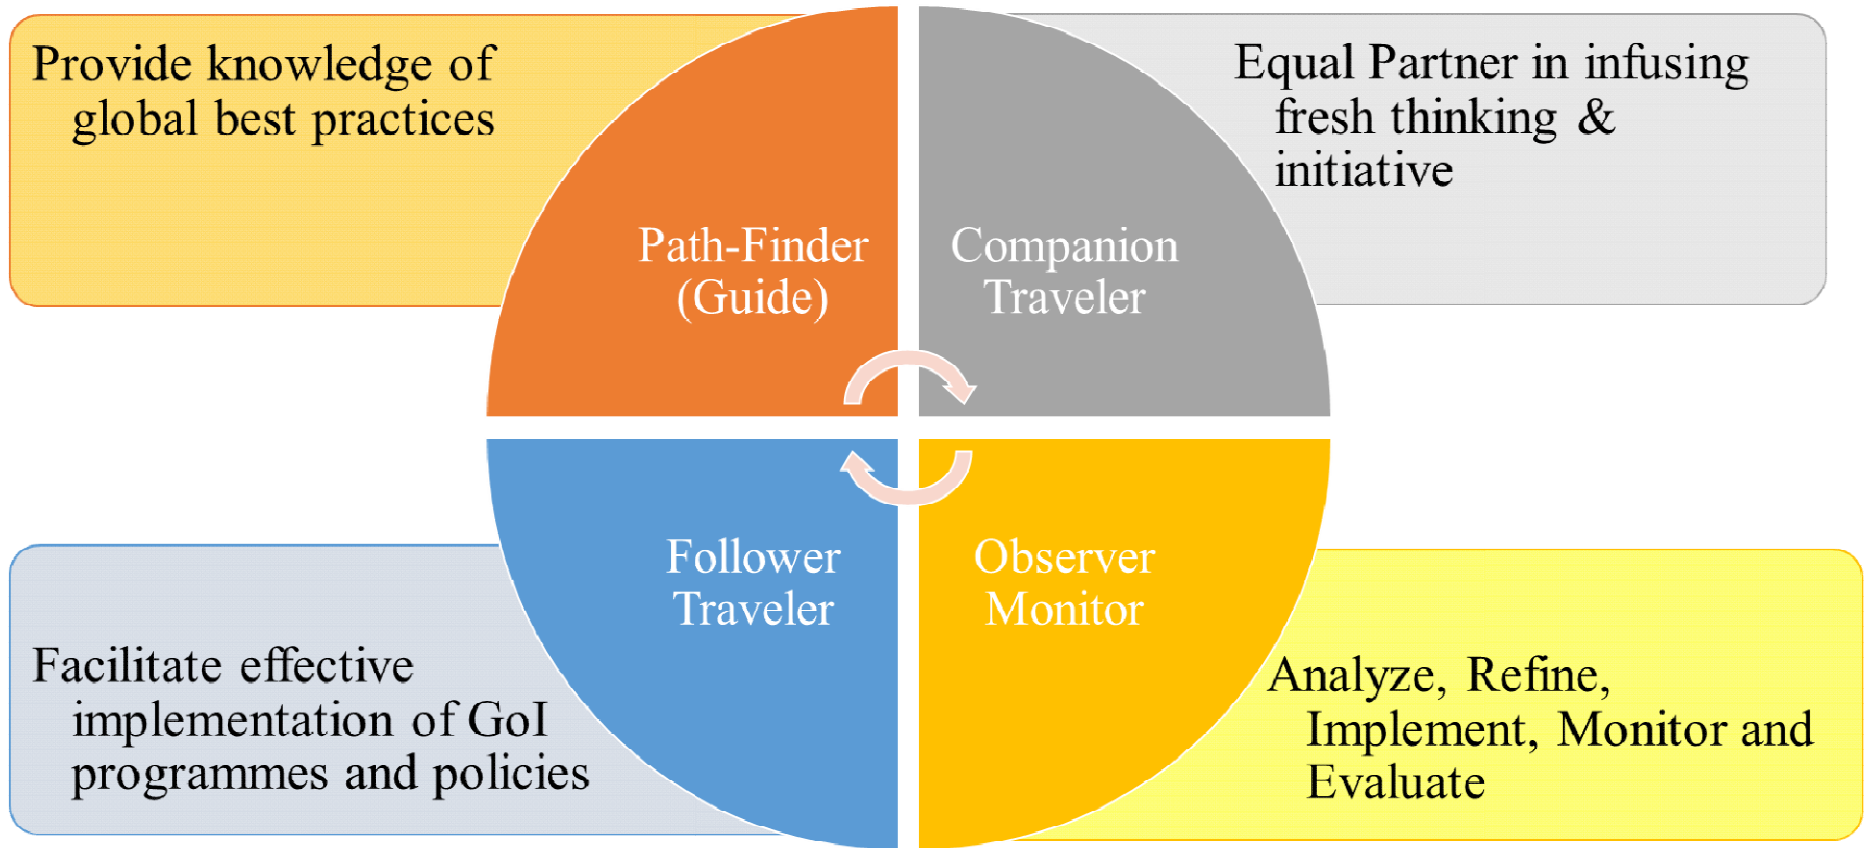 Provide knowledge of
global best practices
Equal Partner in infusing
fresh thinking &
initiative
Path-Finder
(Guide)
Companion
Traveler
Follower
Traveler
Observer
Monitor
Facilitate effective
implementation of GoI
programmes and policies
Analyze, Refine,
Implement, Monitor and
Evaluate